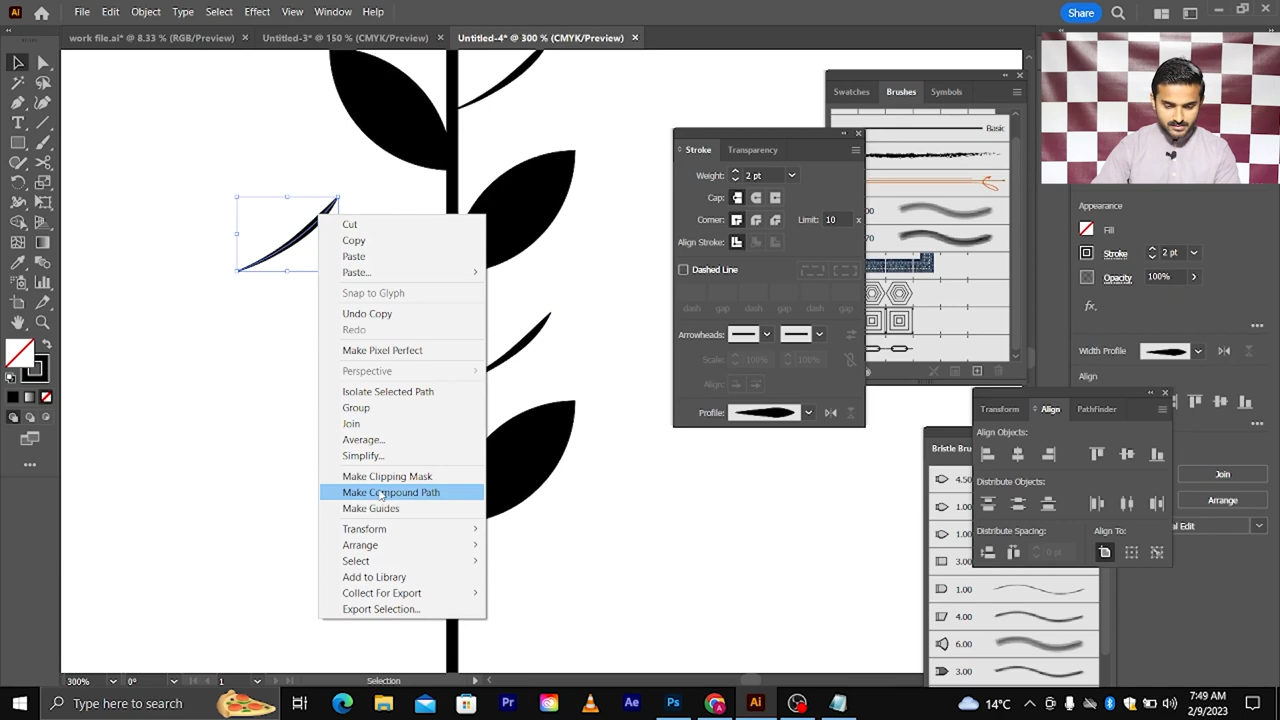 Ai File Edit Object Type Select Effect View Window Help Share
work file.ai* @ 8.33 % (RGB/Preview) × Untitled-3* @ 150 % (CMYK/Preview) × Untitled-4* @ 300 % (CMYK/Preview) ×
Swatches Brushes Symbols
Basic
Stroke Transparency
Weight: 2 pt
Cap:
Corner: Limit: 10 x
Align Stroke:
Dashed Line
dash gap dash gap dash gap
Arrowheads:
Scale: 100% 100%
Align:
Profile:
Cut
Copy
Paste
Paste...
Snap to Glyph
Undo Copy
Redo
Make Pixel Perfect
Perspective
Isolate Selected Path
Group
Join
Average...
Simplify...
Make Clipping Mask
Make Compound Path
Make Guides
Transform
Arrange
Select
Add to Library
Collect For Export
Export Selection...
Appearance
Fill
Stroke 2 pt
Opacity 100%
Width Profile:
Align
Transform Align Pathfinder
Align Objects:
Distribute Objects:
Distribute Spacing: Align To:
0 pt
Join
Arrange
Bristle Bru
4.50
1.00
1.00
3.00
1.00
4.00
6.00
3.00
300% 0° 1 Selection
Type here to search
Pr Ae Ps Ai
14°C
7:49 AM
2/9/2023